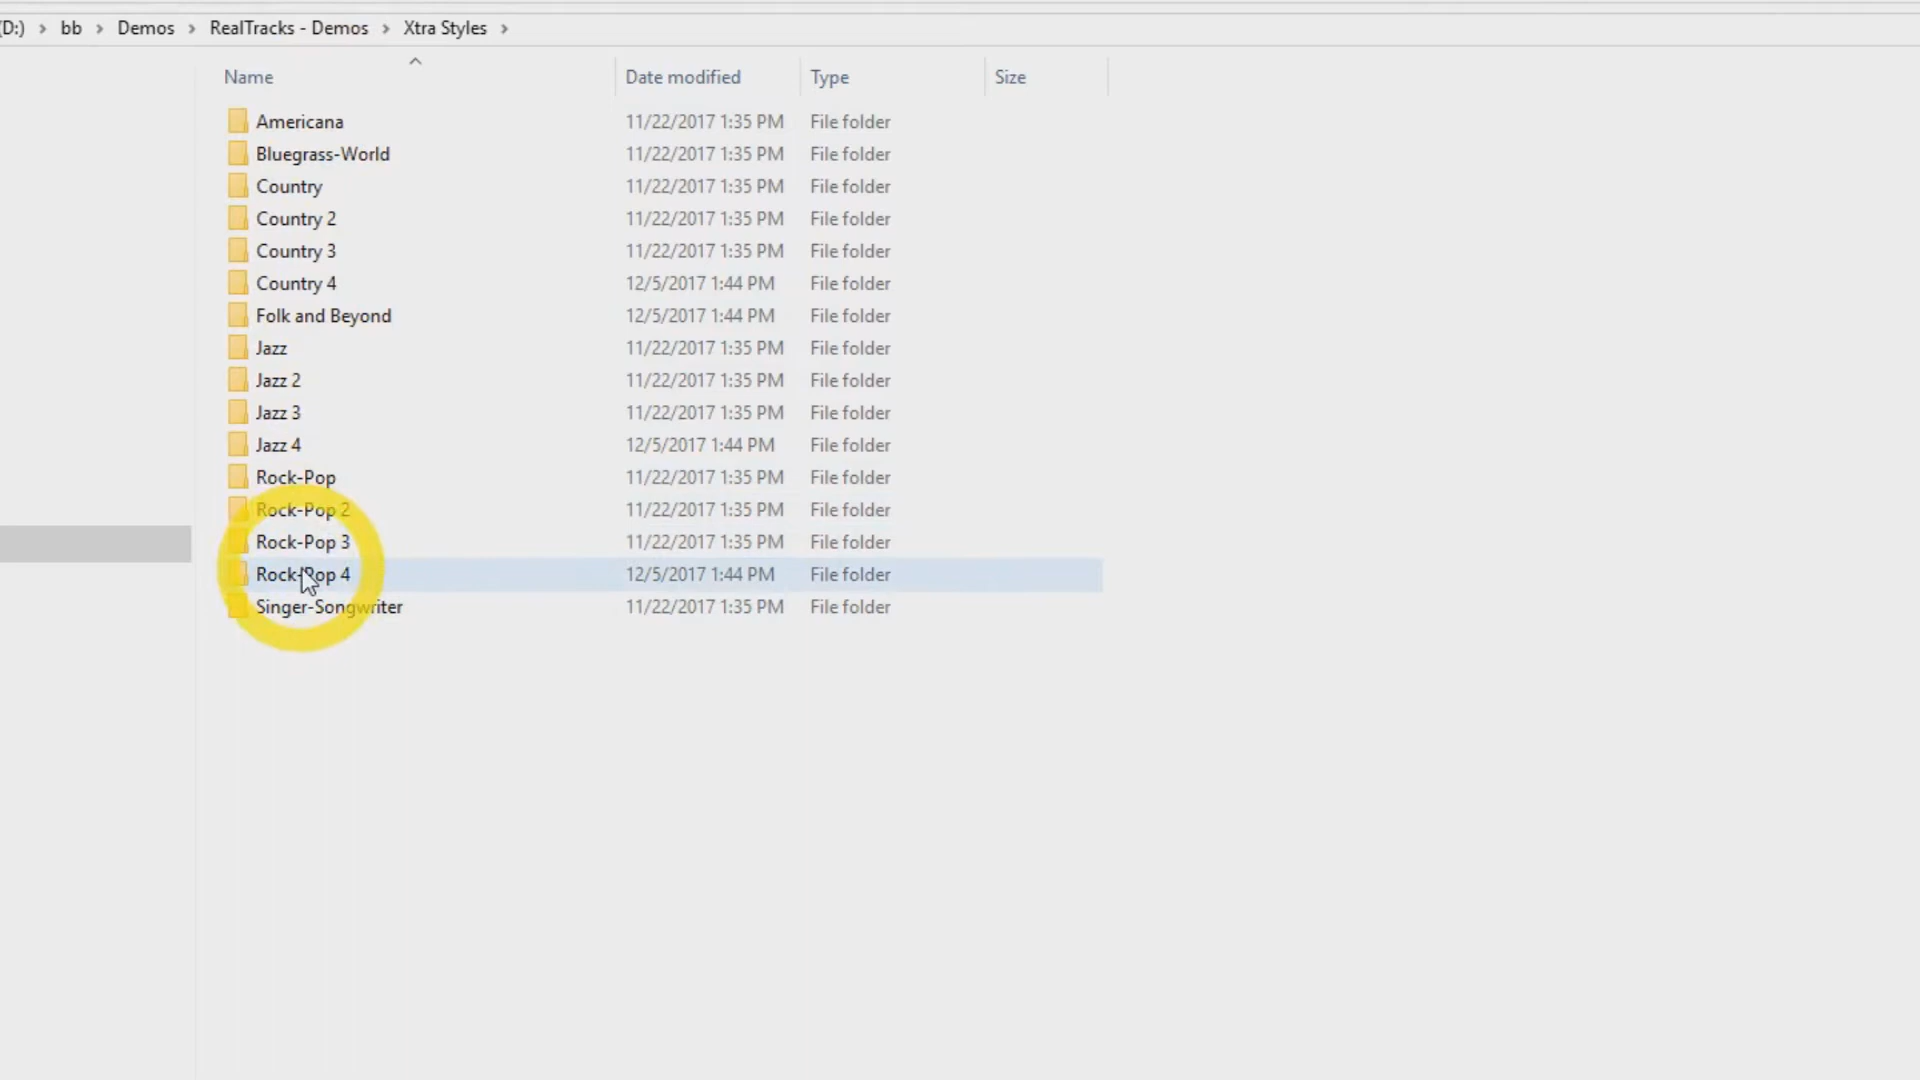 (D:) > bb > Demos > RealTracks - Demos > Xtra Styles >
Name Date modified Type Size
Americana 11/22/2017 1:35 PM File folder
Bluegrass-World 11/22/2017 1:35 PM File folder
Country 11/22/2017 1:35 PM File folder
Country 2 11/22/2017 1:35 PM File folder
Country 3 11/22/2017 1:35 PM File folder
Country 4 12/5/2017 1:44 PM File folder
Folk and Beyond 12/5/2017 1:44 PM File folder
Jazz 11/22/2017 1:35 PM File folder
Jazz 2 11/22/2017 1:35 PM File folder
Jazz 3 11/22/2017 1:35 PM File folder
Jazz 4 12/5/2017 1:44 PM File folder
Rock-Pop 11/22/2017 1:35 PM File folder
Rock-Pop 2 11/22/2017 1:35 PM File folder
Rock-Pop 3 11/22/2017 1:35 PM File folder
Rock-Pop 4 12/5/2017 1:44 PM File folder
Singer-Songwriter 11/22/2017 1:35 PM File folder